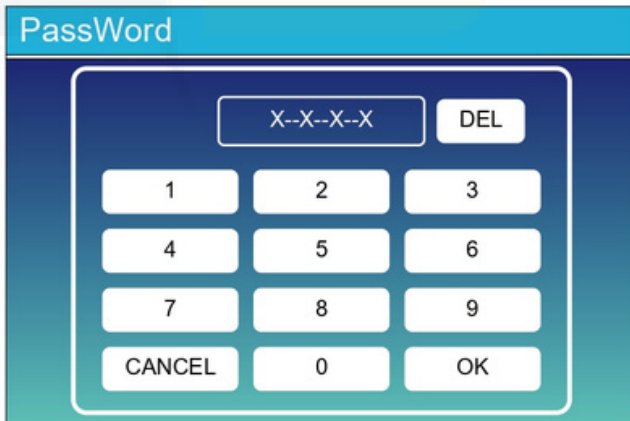 PassWord
X--X--X--X DEL
1 2 3
4 5 6
7 8 9
CANCEL 0 OK